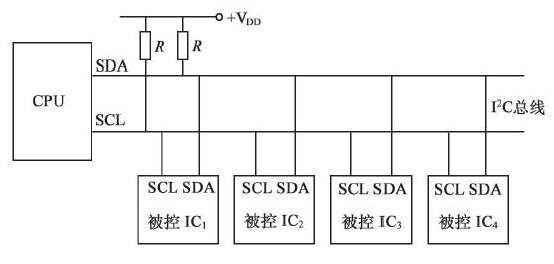 +V_DD
R R
SDA
CPU
I²C总线
SCL
SCL SDA SCL SDA SCL SDA SCL SDA
被控 IC₁ 被控 IC₂ 被控 IC₃ 被控 IC₄